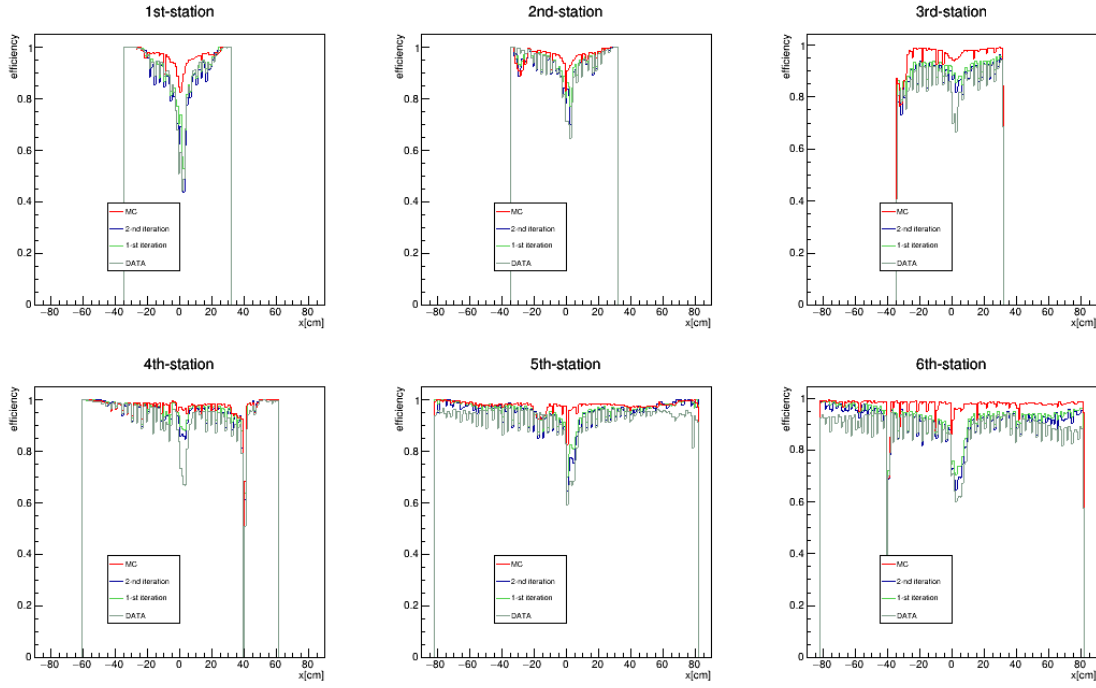 1st-station
efficiency
1
0.8
0.6
0.4
0.2
0
MC
2-nd iteration
1-st iteration
DATA
−80 −60 −40 −20 0 20 40 60 80
x[cm]
2nd-station
efficiency
1
0.8
0.6
0.4
0.2
0
MC
2-nd iteration
1-st iteration
DATA
−80 −60 −40 −20 0 20 40 60 80
x[cm]
3rd-station
efficiency
1
0.8
0.6
0.4
0.2
0
MC
2-nd iteration
1-st iteration
DATA
−80 −60 −40 −20 0 20 40 60 80
x[cm]
4th-station
efficiency
1
0.8
0.6
0.4
0.2
0
MC
2-nd iteration
1-st iteration
DATA
−80 −60 −40 −20 0 20 40 60 80
x[cm]
5th-station
efficiency
1
0.8
0.6
0.4
0.2
0
MC
2-nd iteration
1-st iteration
DATA
−80 −60 −40 −20 0 20 40 60 80
x[cm]
6th-station
efficiency
1
0.8
0.6
0.4
0.2
0
MC
2-nd iteration
1-st iteration
DATA
−80 −60 −40 −20 0 20 40 60 80
x[cm]